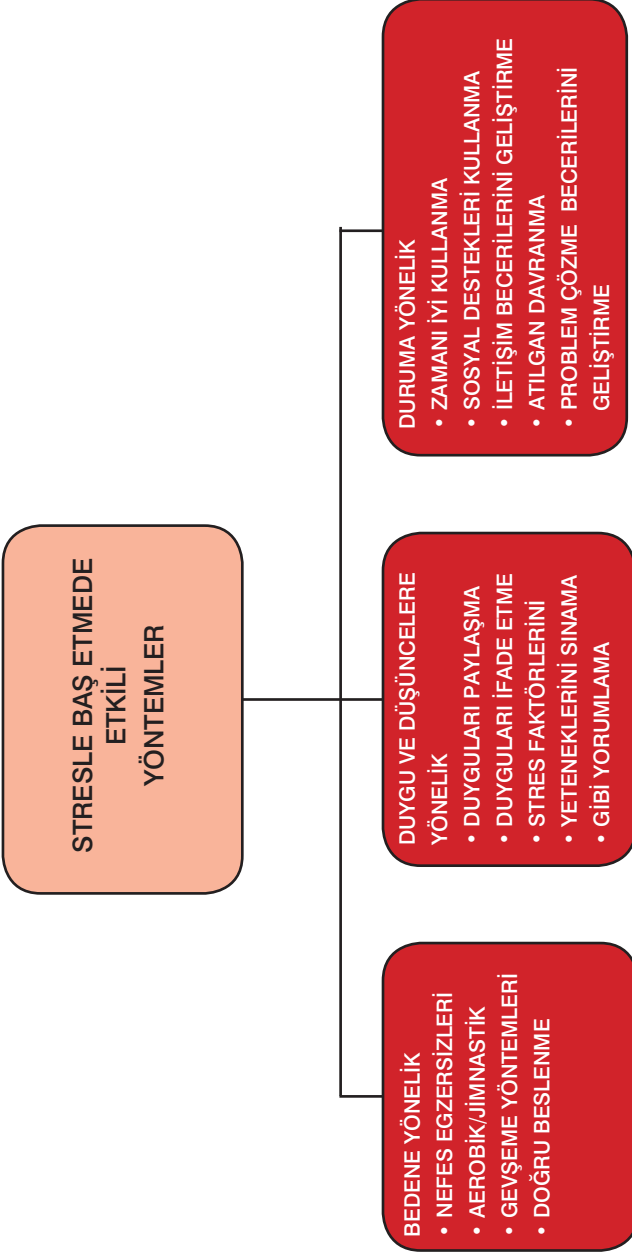 STRESLE BAŞ ETMEDE
ETKİLİ
YÖNTEMLER
BEDENE YÖNELİK
• NEFES EGZERSİZLERİ
• AEROBİK/JİMNASTİK
• GEVŞEME YÖNTEMLERİ
• DOĞRU BESLENME
DUYGU VE DÜŞÜNCELERE
YÖNELİK
• DUYGULARI PAYLAŞMA
• DUYGULARI İFADE ETME
• STRES FAKTÖRLERİNİ
• YETENEKLERİNİ SINAMA
• GİBİ YORUMLAMA
DURUMA YÖNELİK
• ZAMANI İYİ KULLANMA
• SOSYAL DESTEKLERİ KULLANMA
• İLETİŞİM BECERİLERİNİ GELİŞTİRME
• ATILGAN DAVRANMA
• PROBLEM ÇÖZME BECERİLERİNİ
GELİŞTİRME